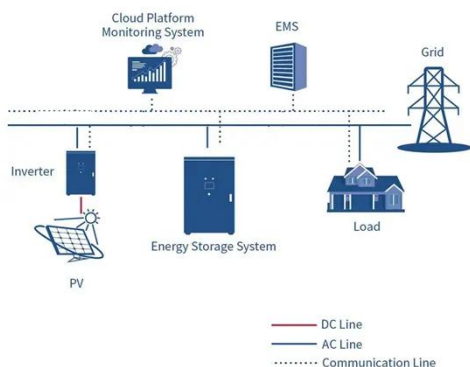 Cloud Platform
Monitoring System
EMS
Grid
Inverter
Energy Storage System
Load
PV
DC Line
AC Line
Communication Line